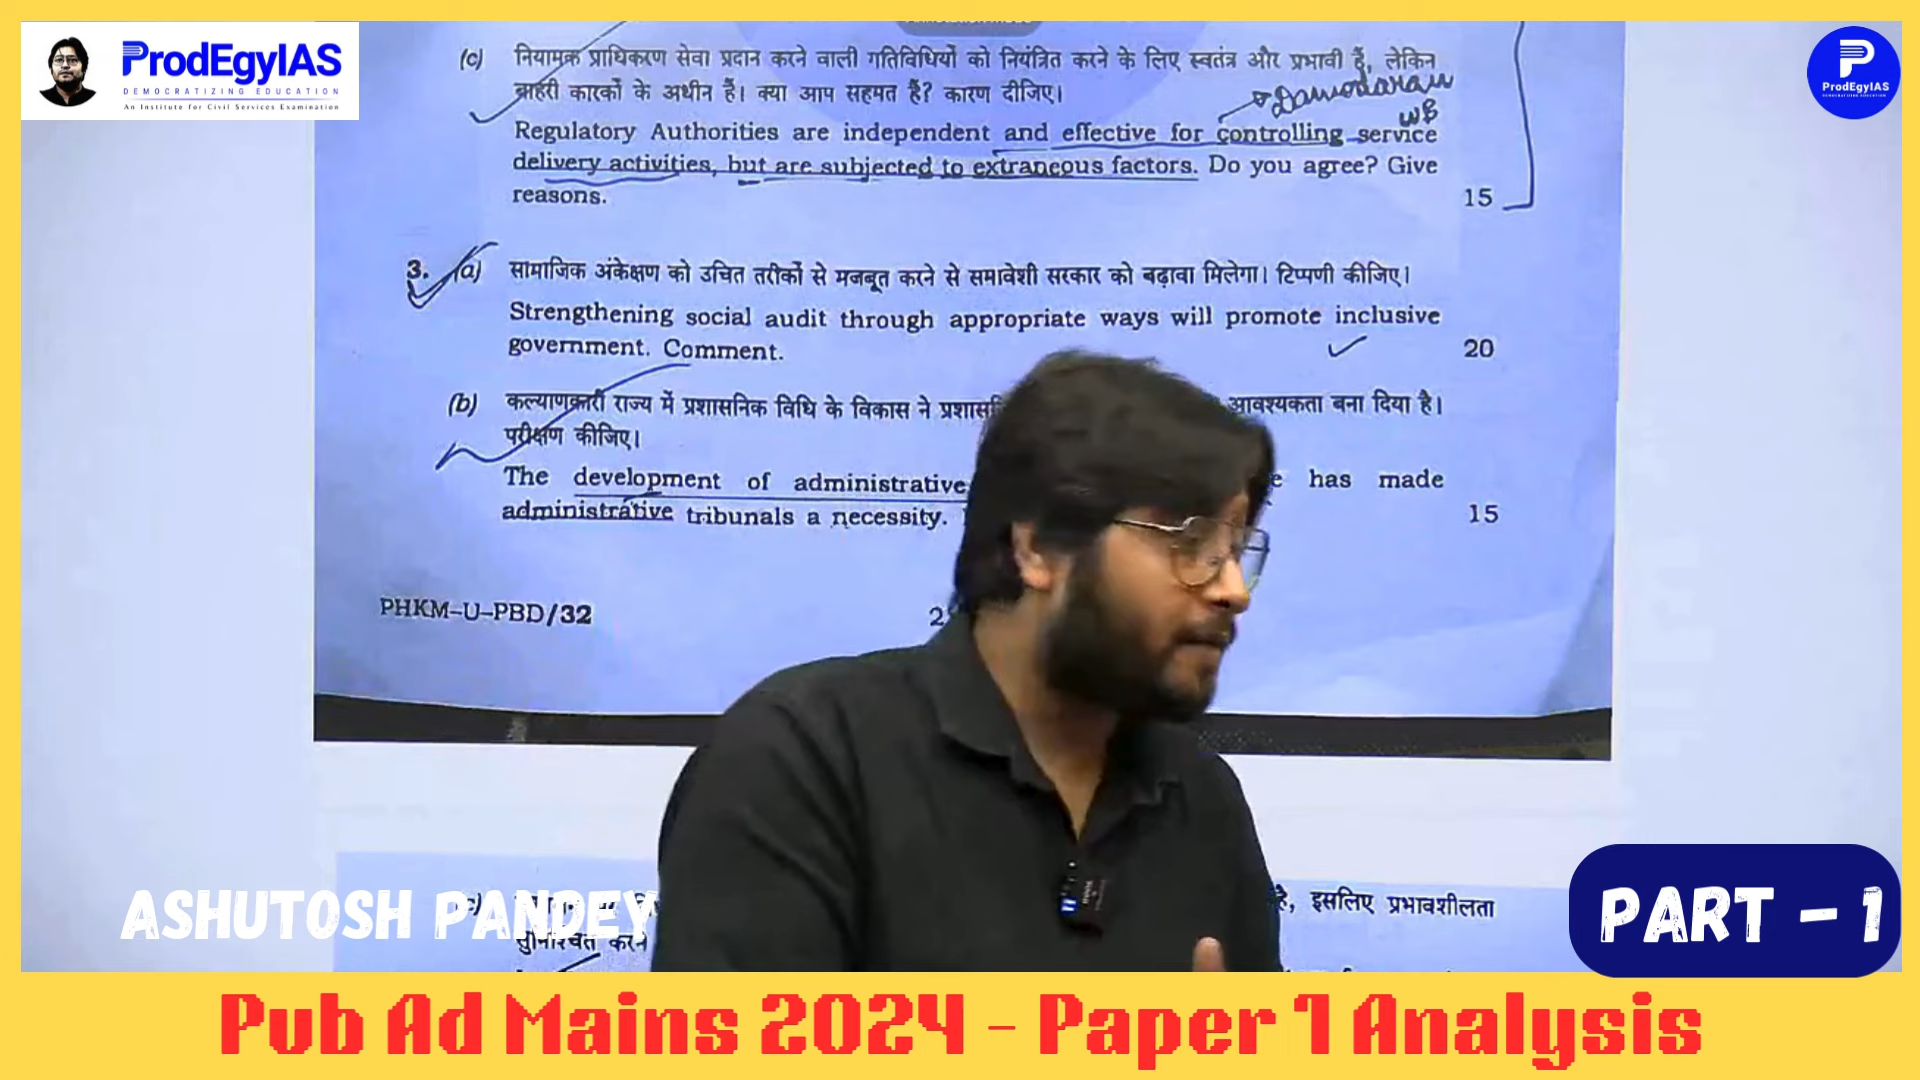 ProdEgyIAS
DEMOCRATIZING EDUCATION
An Institute for Civil Services Examination
ProdEgyIAS
(c) नियामक प्राधिकरण सेवा प्रदान करने वाली गतिविधियों को नियंत्रित करने के लिए स्वतंत्र और प्रभावी हैं, लेकिन
बाहरी कारकों के अधीन हैं। क्या आप सहमत हैं? कारण दीजिए।
Damodaran
WB
Regulatory Authorities are independent and effective for controlling service
delivery activities, but are subjected to extraneous factors. Do you agree? Give
reasons. 15
3. (a) सामाजिक अंकेक्षण को उचित तरीकों से मजबूत करने से समावेशी सरकार को बढ़ावा मिलेगा। टिप्पणी कीजिए।
Strengthening social audit through appropriate ways will promote inclusive
government. Comment. 20
(b) कल्याणकारी राज्य में प्रशासनिक विधि के विकास ने आवश्यकता बना दिया है।
परीक्षण कीजिए।
The development of administrative has made
administrative tribunals a necessity. 15
PHKM-U-PBD/32
है, इसलिए प्रभावशीलता
सुनिश्चित करने
ASHUTOSH PANDEY
PART - 1
Pub Ad Mains 2024 - Paper 1 Analysis